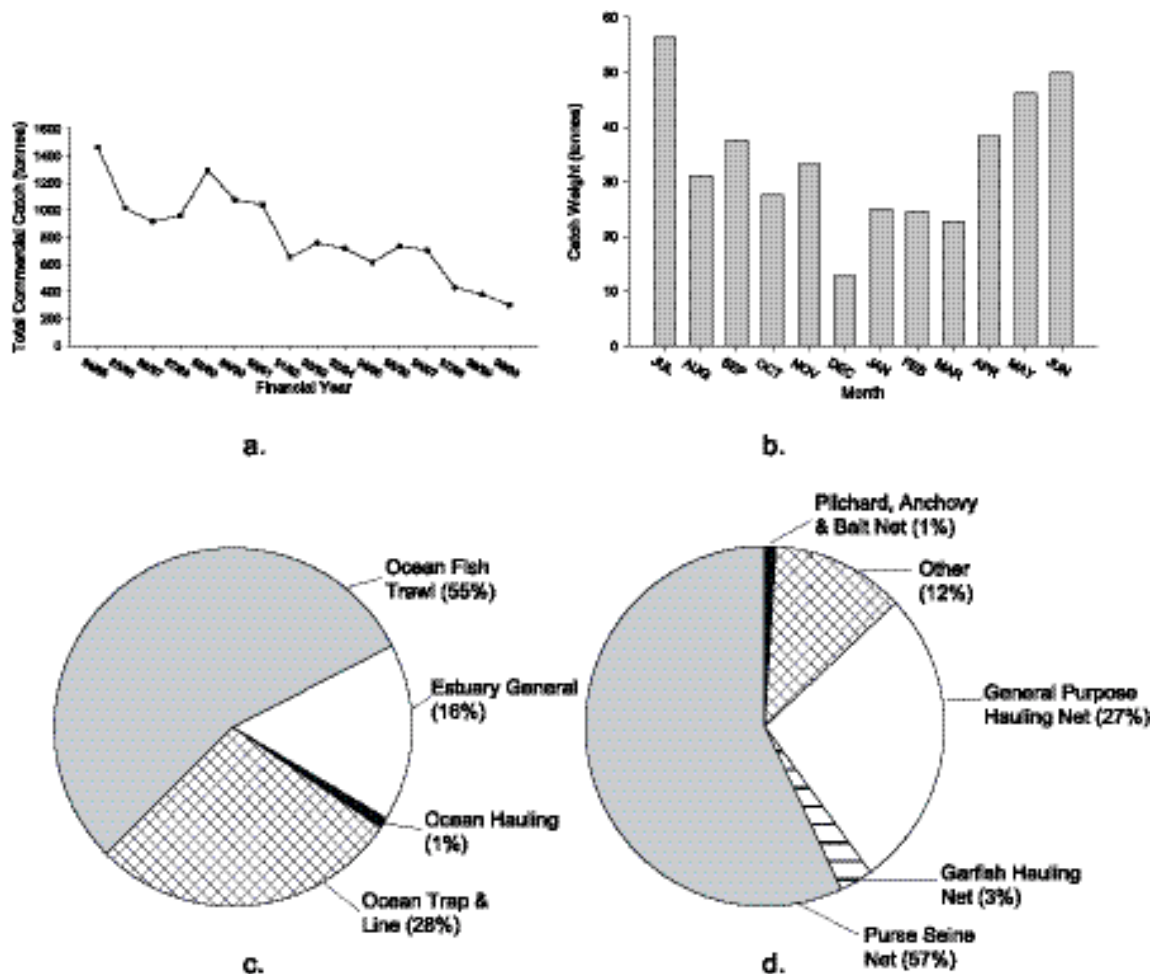 1600
1400
1200
1000
800
600
400
200
0
Total Commercial Catch (tonnes)
Financial Year
a.
60
50
40
30
20
10
0
Catch Weight (tonnes)
JUL AUG SEP OCT NOV DEC JAN FEB MAR APR MAY JUN
Month
b.
Ocean Fish
Trawl (55%)
Estuary General
(16%)
Ocean Hauling
(1%)
Ocean Trap &
Line (28%)
c.
Pilchard, Anchovy
& Bait Net (1%)
Other
(12%)
General Purpose
Hauling Net (27%)
Garfish Hauling
Net (3%)
Purse Seine
Net (57%)
d.